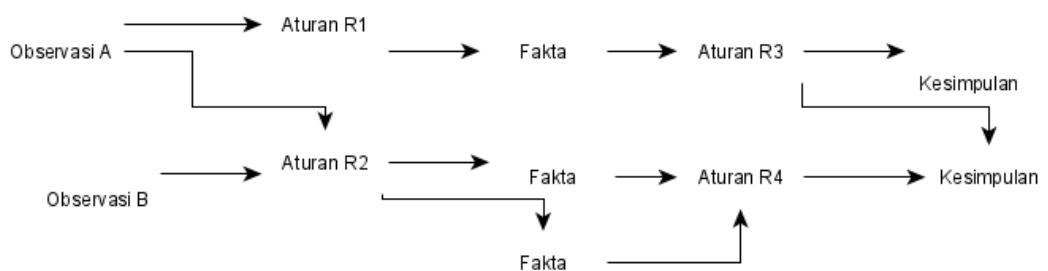 Aturan R1
Observasi A
Fakta
Aturan R3
Kesimpulan
Aturan R2
Fakta
Aturan R4
Kesimpulan
Observasi B
Fakta